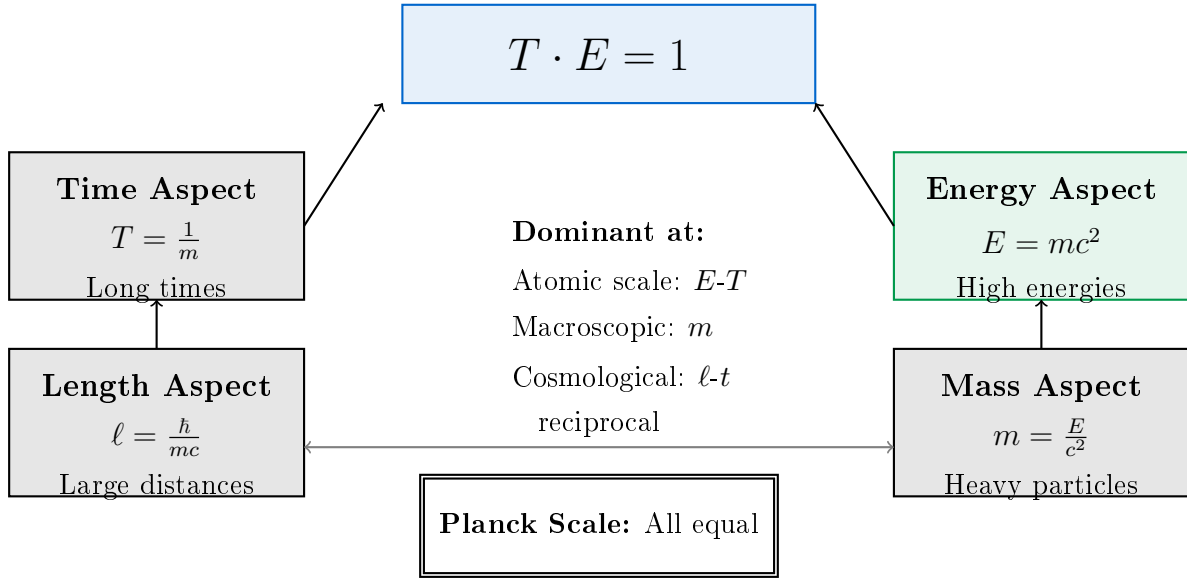 T · E = 1
Time Aspect
T = 1/m
Long times
Energy Aspect
E = mc²
High energies
Dominant at:
Atomic scale: E-T
Macroscopic: m
Cosmological: ℓ-t
reciprocal
Length Aspect
ℓ = ℏ/mc
Large distances
Mass Aspect
m = E/c²
Heavy particles
Planck Scale: All equal